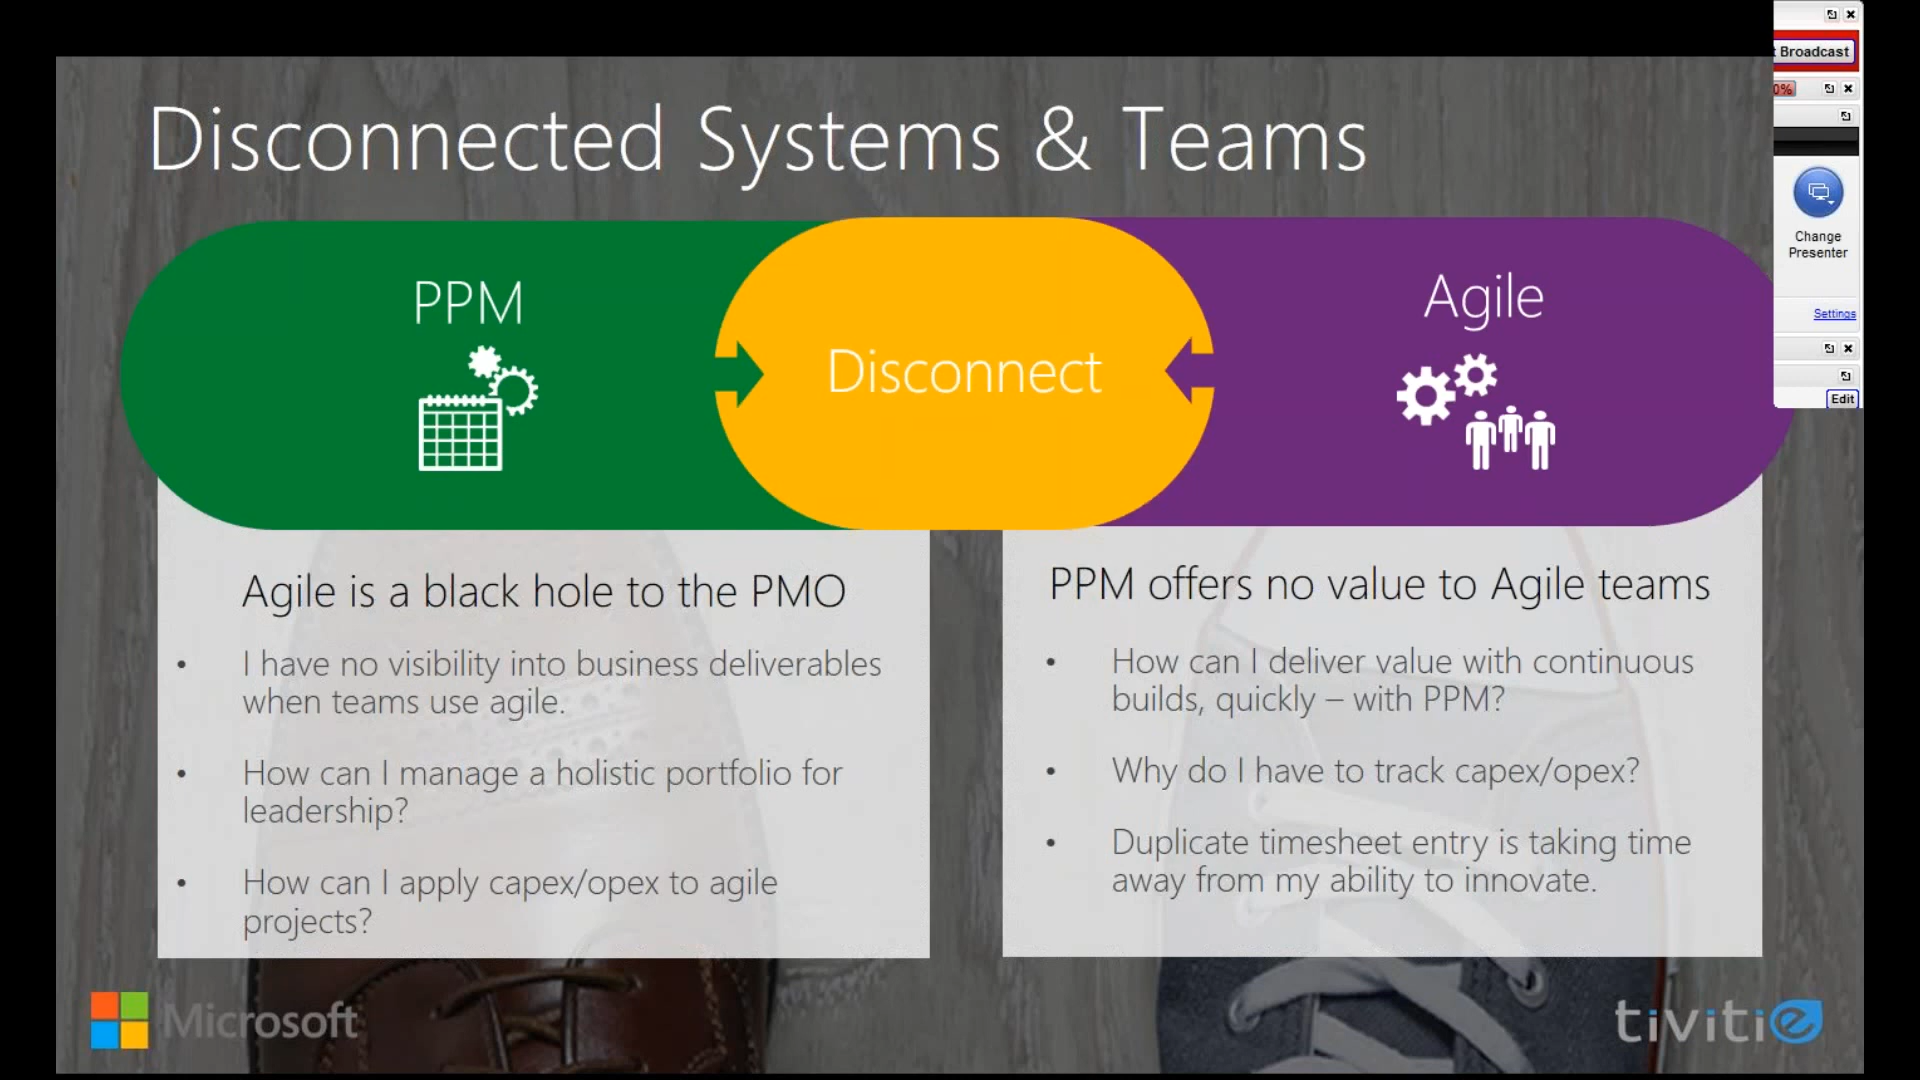 Disconnected Systems & Teams
PPM
Disconnect
Agile
Agile is a black hole to the PMO
• I have no visibility into business deliverables
when teams use agile.
• How can I manage a holistic portfolio for
leadership?
• How can I apply capex/opex to agile
projects?
PPM offers no value to Agile teams
• How can I deliver value with continuous
builds, quickly – with PPM?
• Why do I have to track capex/opex?
• Duplicate timesheet entry is taking time
away from my ability to innovate.
Microsoft
tivitie
Broadcast
0%
Change
Presenter
Settings
Edit